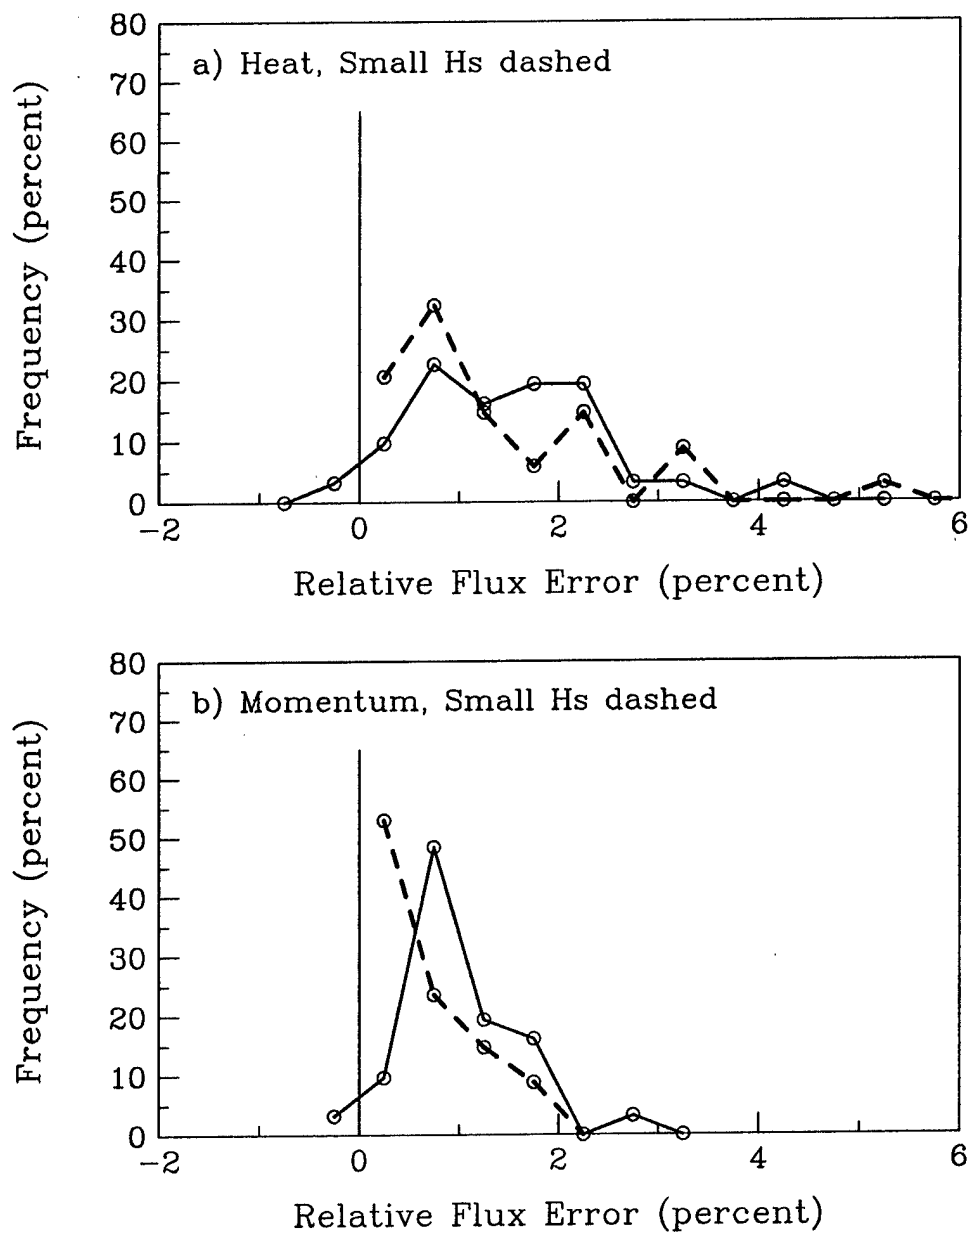 80
a) Heat, Small Hs dashed
70
60
50
40
30
20
10
0
-2 0 2 4 6
Frequency (percent)
Relative Flux Error (percent)
80
b) Momentum, Small Hs dashed
70
60
50
40
30
20
10
0
-2 0 2 4 6
Frequency (percent)
Relative Flux Error (percent)